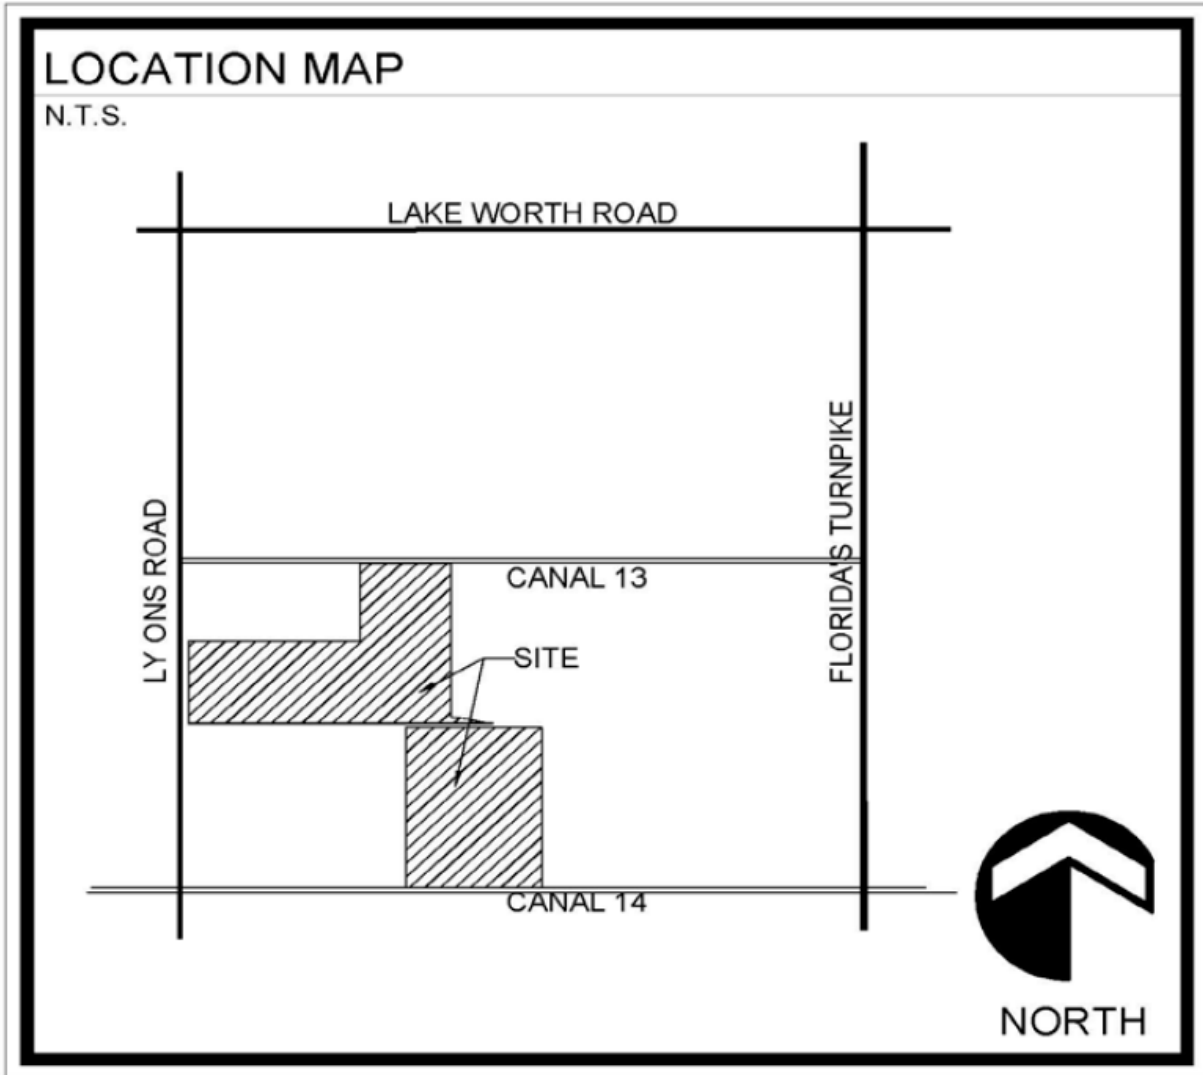 LOCATION MAP
N.T.S.
LAKE WORTH ROAD
FLORIDA'S TURNPIKE
LY ONS ROAD
CANAL 13
SITE
CANAL 14
NORTH